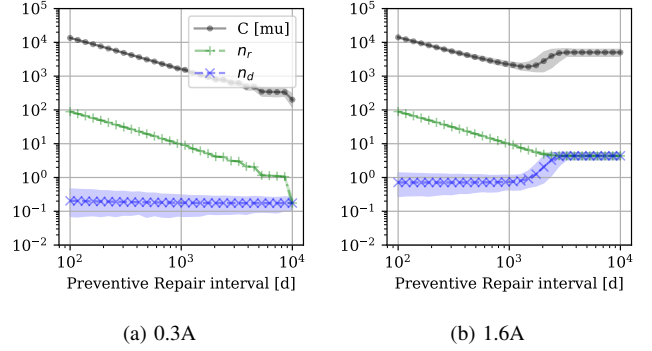 10^5
10^4
10^3
10^2
10^1
10^0
10^−1
10^−2
C [mu]
n_r
n_d
10^2 10^3 10^4
Preventive Repair interval [d]
(a) 0.3A
10^5
10^4
10^3
10^2
10^1
10^0
10^−1
10^−2
10^2 10^3 10^4
Preventive Repair interval [d]
(b) 1.6A